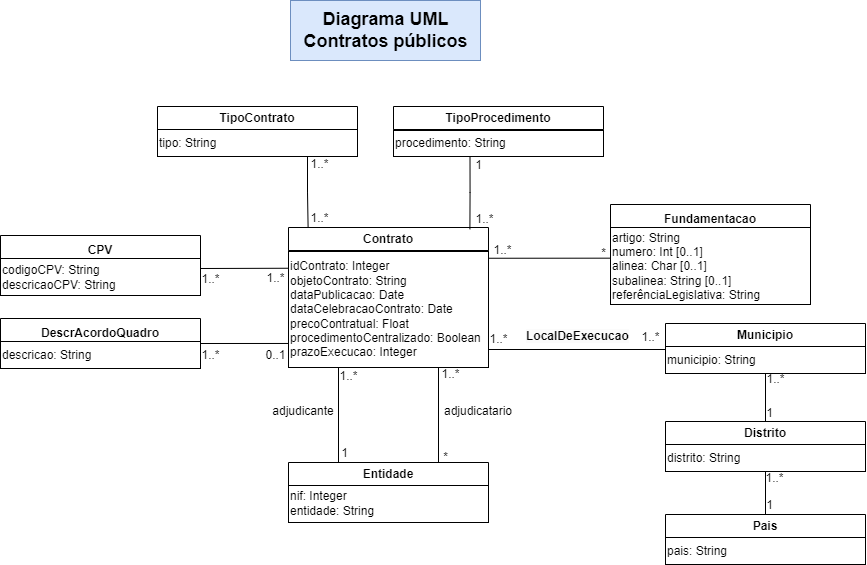 Diagrama UML
Contratos públicos
TipoContrato
tipo: String
TipoProcedimento
procedimento: String
1..*
1
1..*
1..*
Fundamentacao
artigo: String
numero: Int [0..1]
alinea: Char [0..1]
subalinea: String [0..1]
referênciaLegislativa: String
CPV
codigoCPV: String
descricaoCPV: String
1..*
1..*
Contrato
idContrato: Integer
objetoContrato: String
dataPublicacao: Date
dataCelebracaoContrato: Date
precoContratual: Float
procedimentoCentralizado: Boolean
prazoExecucao: Integer
1..*
*
DescrAcordoQuadro
descricao: String
1..*
0..1
1..*
LocalDeExecucao
1..*
Municipio
municipio: String
1..*
1..*
adjudicante
adjudicatario
1
*
1..*
1
Distrito
distrito: String
Entidade
nif: Integer
entidade: String
1..*
1
Pais
pais: String